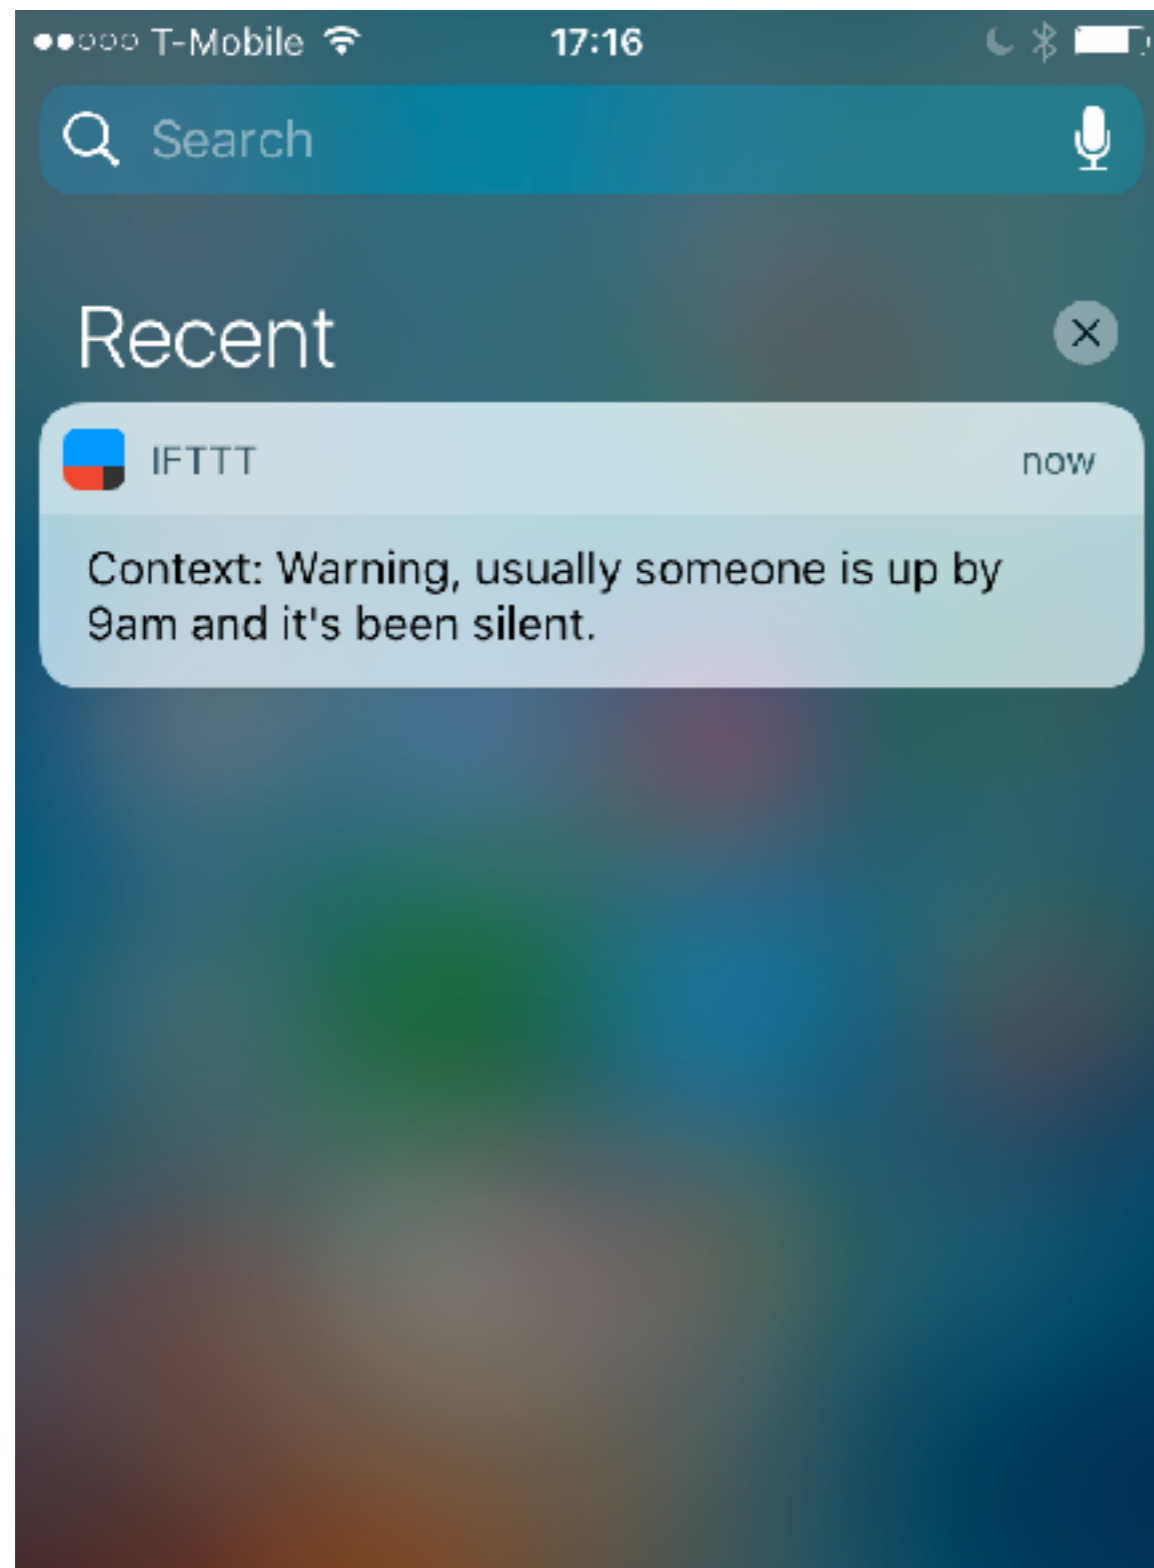 T-Mobile 17:16
Search
Recent
IFTTT now
Context: Warning, usually someone is up by
9am and it's been silent.